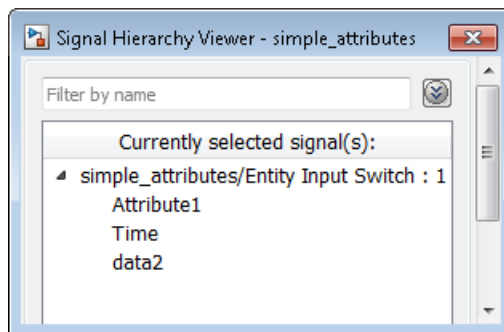 Signal Hierarchy Viewer - simple_attributes
Filter by name
Currently selected signal(s):
simple_attributes/Entity Input Switch : 1
Attribute1
Time
data2